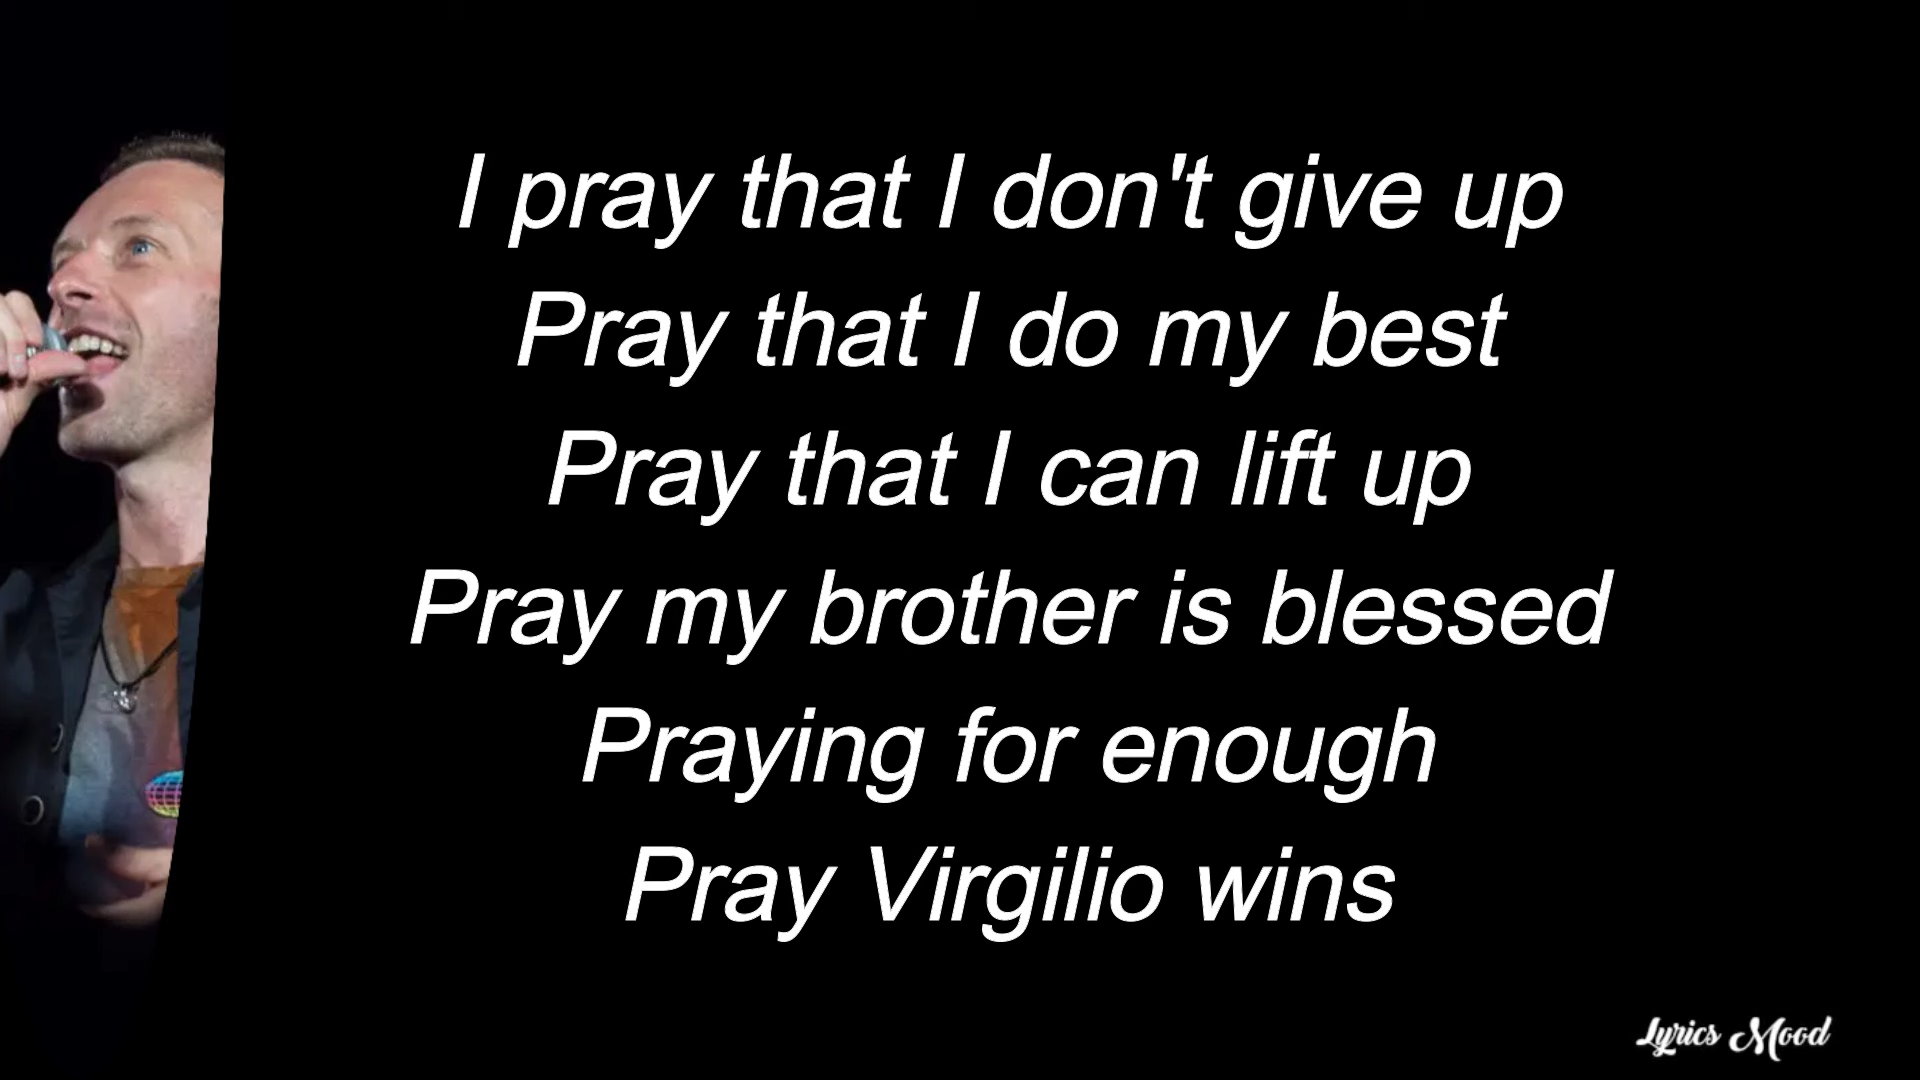 I pray that I don't give up
Pray that I do my best
Pray that I can lift up
Pray my brother is blessed
Praying for enough
Pray Virgilio wins
Lyrics Mood